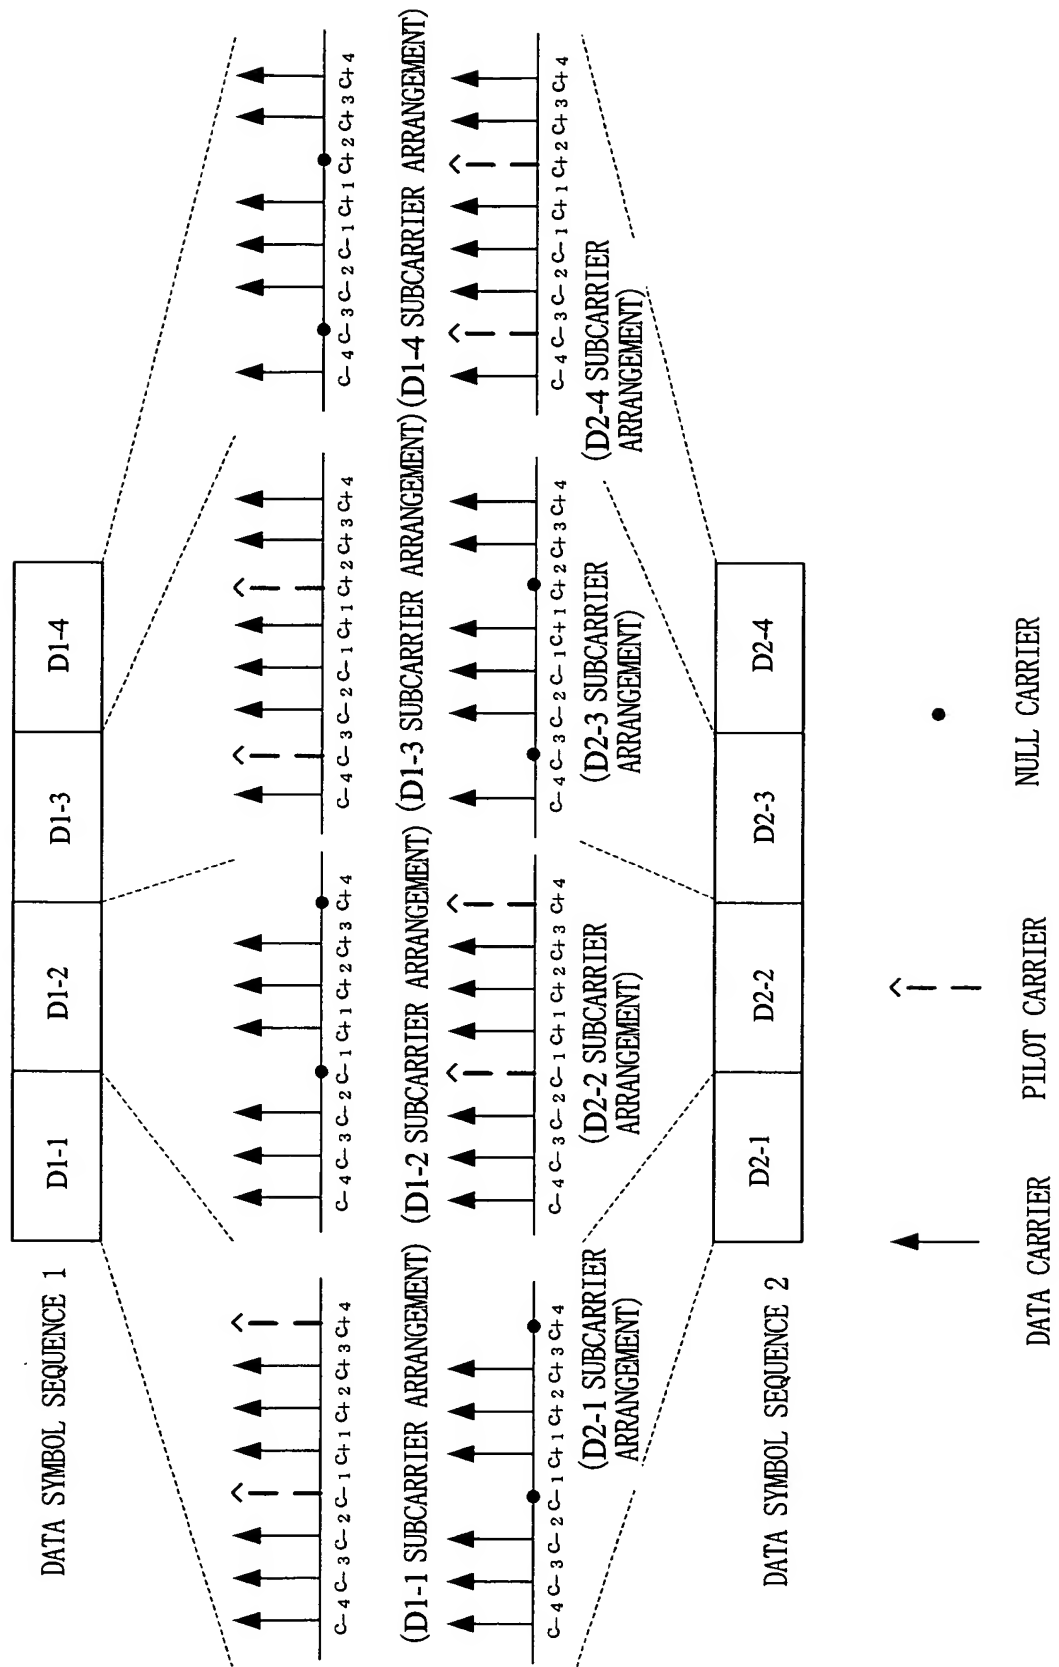 DATA SYMBOL SEQUENCE 1
D1-1 D1-2 D1-3 D1-4
C-4 C-3 C-2 C-1 C+1 C+2 C+3 C+4
C-4 C-3 C-2 C-1 C+1 C+2 C+3 C+4
C-4 C-3 C-2 C-1 C+1 C+2 C+3 C+4
C-4 C-3 C-2 C-1 C+1 C+2 C+3 C+4
(D1-1 SUBCARRIER ARRANGEMENT)
(D1-2 SUBCARRIER ARRANGEMENT)
(D1-3 SUBCARRIER ARRANGEMENT)
(D1-4 SUBCARRIER ARRANGEMENT)
C-4 C-3 C-2 C-1 C+1 C+2 C+3 C+4
C-4 C-3 C-2 C-1 C+1 C+2 C+3 C+4
C-4 C-3 C-2 C-1 C+1 C+2 C+3 C+4
C-4 C-3 C-2 C-1 C+1 C+2 C+3 C+4
(D2-1 SUBCARRIER
ARRANGEMENT)
(D2-2 SUBCARRIER
ARRANGEMENT)
(D2-3 SUBCARRIER
ARRANGEMENT)
(D2-4 SUBCARRIER
ARRANGEMENT)
D2-1 D2-2 D2-3 D2-4
DATA SYMBOL SEQUENCE 2
DATA CARRIER
PILOT CARRIER
NULL CARRIER